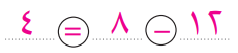 ١٢ − ٨ = ٤